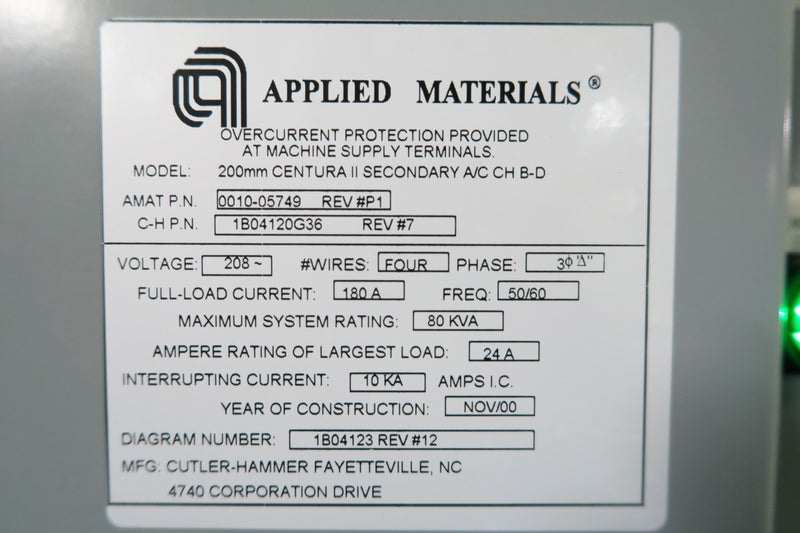 APPLIED MATERIALS®
OVERCURRENT PROTECTION PROVIDED
AT MACHINE SUPPLY TERMINALS.
MODEL: 200mm CENTURA II SECONDARY A/C CH B-D
AMAT P.N. 0010-05749 REV #P1
C-H P.N. 1B04120G36 REV #7
VOLTAGE: 208 ~ #WIRES: FOUR PHASE: 3Φ "Δ"
FULL-LOAD CURRENT: 180 A FREQ: 50/60
MAXIMUM SYSTEM RATING: 80 KVA
AMPERE RATING OF LARGEST LOAD: 24 A
INTERRUPTING CURRENT: 10 KA AMPS I.C.
YEAR OF CONSTRUCTION: NOV/00
DIAGRAM NUMBER: 1B04123 REV #12
MFG: CUTLER-HAMMER FAYETTEVILLE, NC
4740 CORPORATION DRIVE